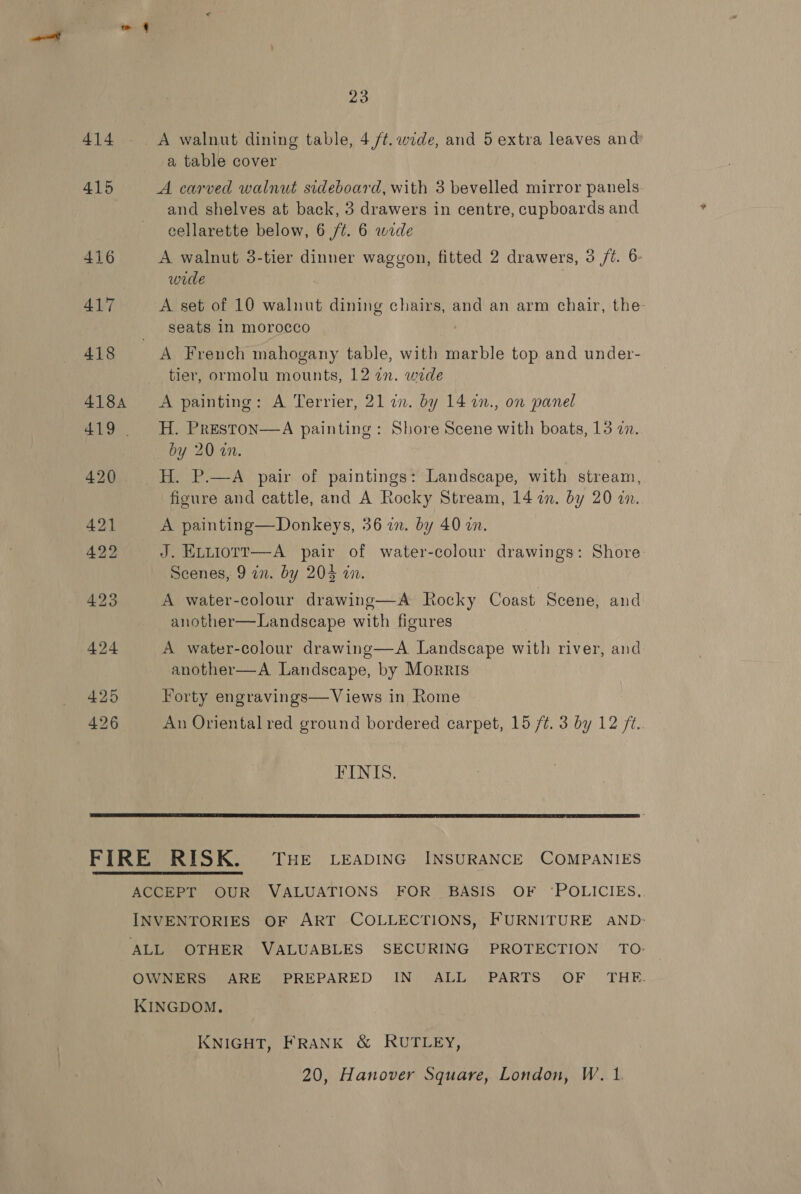 23
414 A walnut dining table, 4 ft. wide, and 5 extra leaves and
a table cover
415 A carved walnut sideboard, with 3 bevelled mirror panels
and shelves at back, 3 drawers in centre, cupboards and
cellarette below, 6 ft. 6 wide
416 A walnut 3-tier dinner waggon, fitted 2 drawers, 3 ft. 6
wide
417 A set of 10 walnut dining chairs, and an arm chair, the
seats in morocco
418 A French mahogany table, with marble top and under-
tier, ormolu mounts, 12 in. wide
418A A painting: A Terrier, 21 in. by 14 in., on panel
419 H. PRESTON—A painting: Shore Scene with boats, 13 in.
by 20 in.
420 H. P.—A pair of paintings: Landscape, with stream,
figure and cattle, and A Rocky Stream, 14 in. by 20 in.
421 A painting—Donkeys, 36 in. by 40 in.
422 J. ELLIOTT—A pair of water-colour drawings: Shore
Scenes, 9 in. by 20½ in.
423 A water-colour drawing—A Rocky Coast Scene, and
another—Landscape with figures
424 A water-colour drawing—A Landscape with river, and
another—A Landscape, by MORRIS
425 Forty engravings—Views in Rome
426 An Oriental red ground bordered carpet, 15 ft. 3 by 12 ft.
FINIS.
FIRE RISK. THE LEADING INSURANCE COMPANIES
ACCEPT OUR VALUATIONS FOR BASIS OF POLICIES.
INVENTORIES OF ART COLLECTIONS, FURNITURE AND
ALL OTHER VALUABLES SECURING PROTECTION TO
OWNERS ARE PREPARED IN ALL PARTS OF THE
KINGDOM.
KNIGHT, FRANK & RUTLEY,
20, Hanover Square, London, W. 1